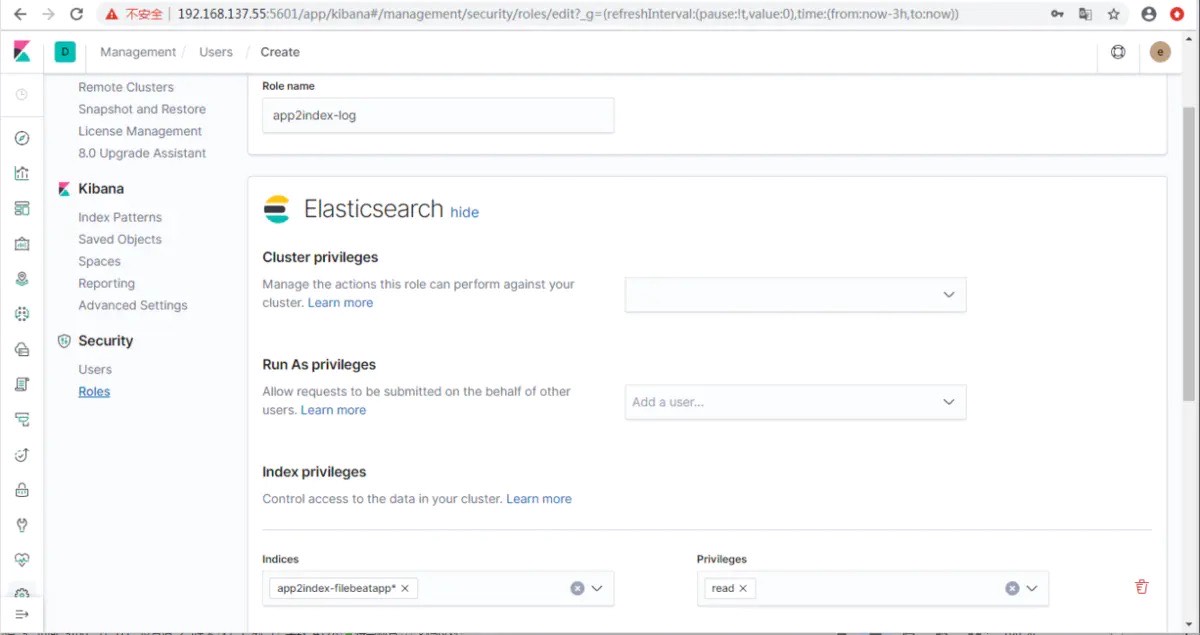 不安全 | 192.168.137.55:5601/app/kibana#/management/security/roles/edit?_g=(refreshInterval:(pause:!t,value:0),time:(from:now-3h,to:now))
D Management / Users / Create e
Remote Clusters
Snapshot and Restore
License Management
8.0 Upgrade Assistant
Kibana
Index Patterns
Saved Objects
Spaces
Reporting
Advanced Settings
Security
Users
Roles
Role name
app2index-log
Elasticsearch hide
Cluster privileges
Manage the actions this role can perform against your
cluster. Learn more
Run As privileges
Allow requests to be submitted on the behalf of other
users. Learn more
Add a user...
Index privileges
Control access to the data in your cluster. Learn more
Indices
app2index-filebeatapp* ×
Privileges
read ×